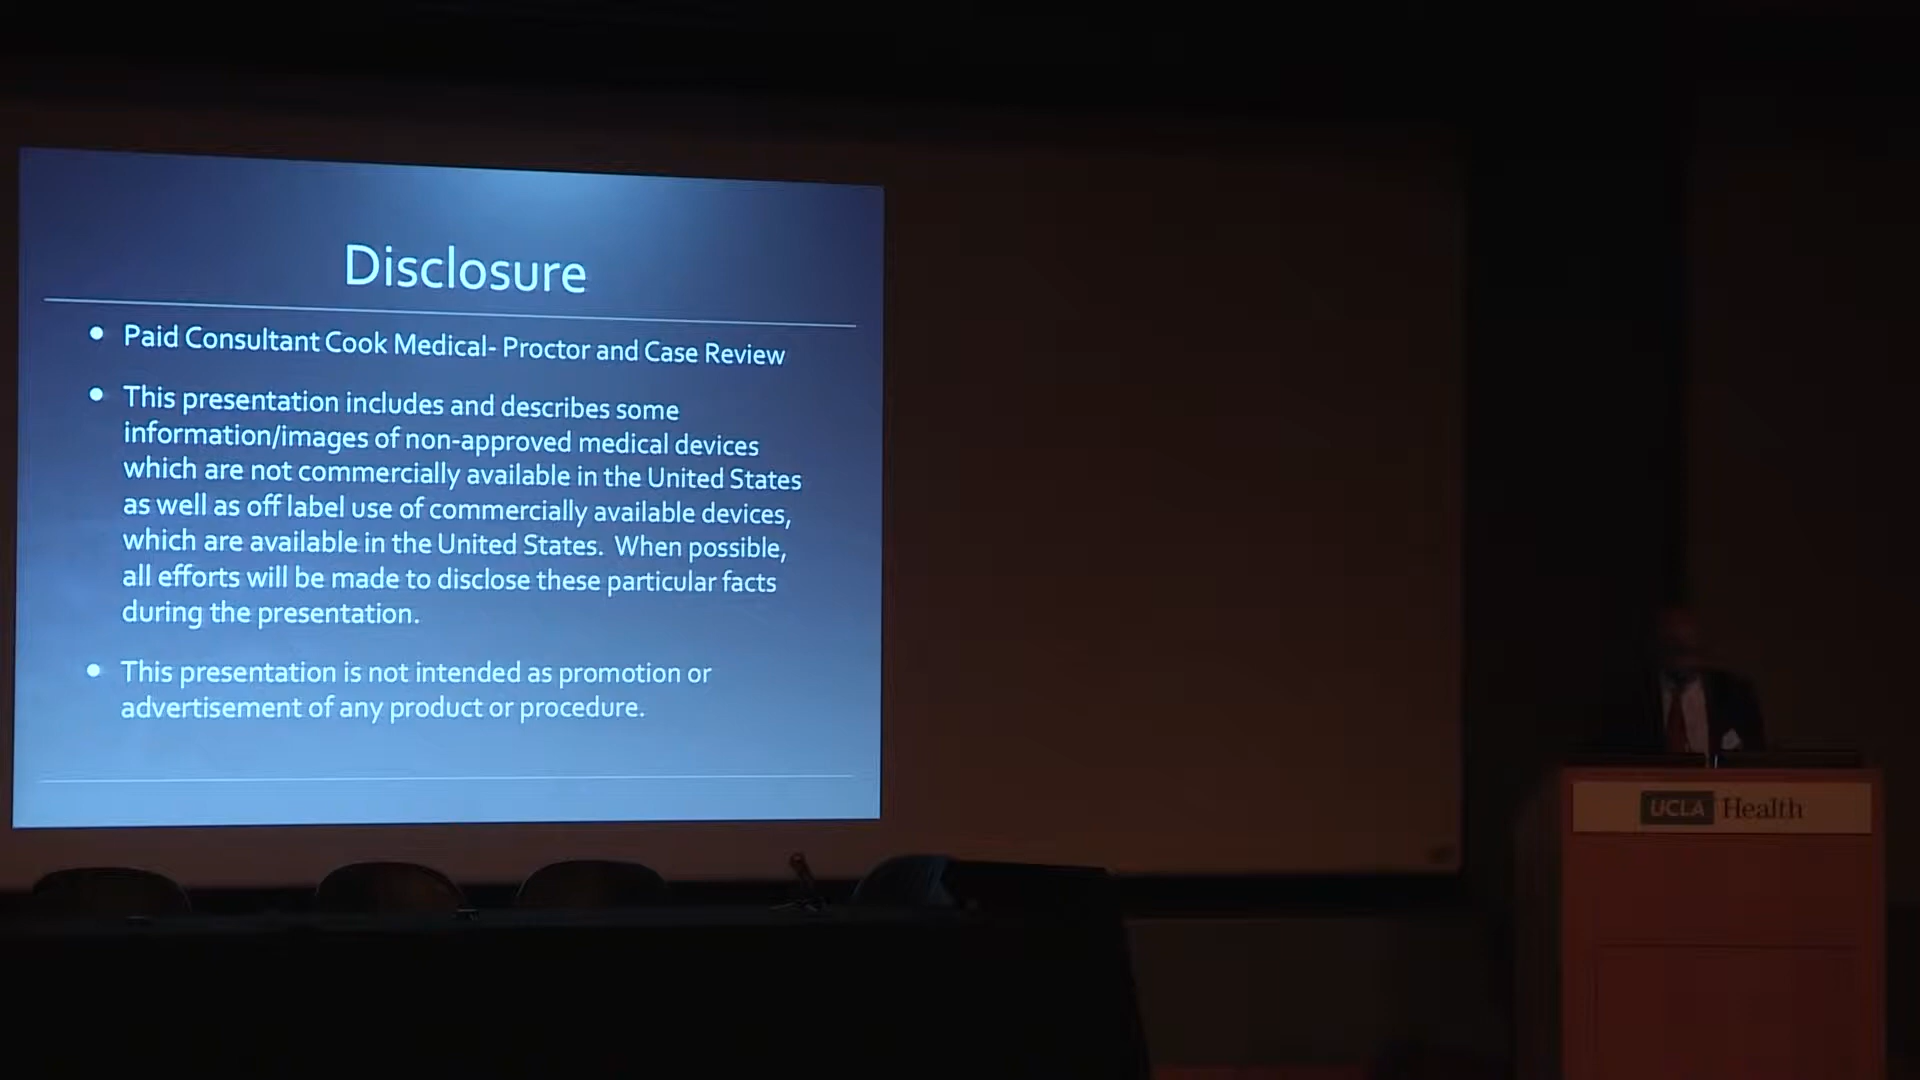 Disclosure
• Paid Consultant Cook Medical- Proctor and Case Review
• This presentation includes and describes some
information/images of non-approved medical devices
which are not commercially available in the United States
as well as off label use of commercially available devices,
which are available in the United States. When possible,
all efforts will be made to disclose these particular facts
during the presentation.
• This presentation is not intended as promotion or
advertisement of any product or procedure.
UCLA Health